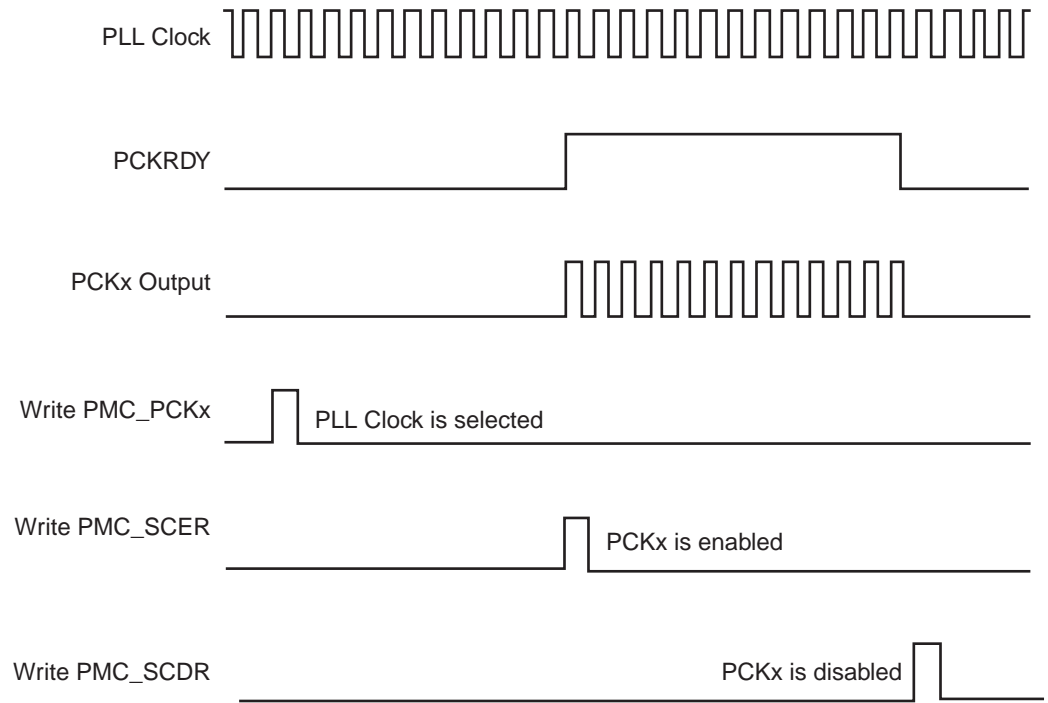 PLL Clock
PCKRDY
PCKx Output
Write PMC_PCKx
PLL Clock is selected
Write PMC_SCER
PCKx is enabled
Write PMC_SCDR
PCKx is disabled